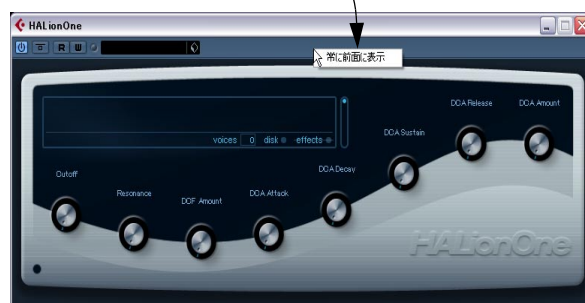 HALionOne
R W
常に前面に表示
voices 0 disk effects
DCA Release DCA Amount
DCA Sustain
DCA Decay
Cutoff
Resonance
DCF Amount
DCA Attack
HALionOne